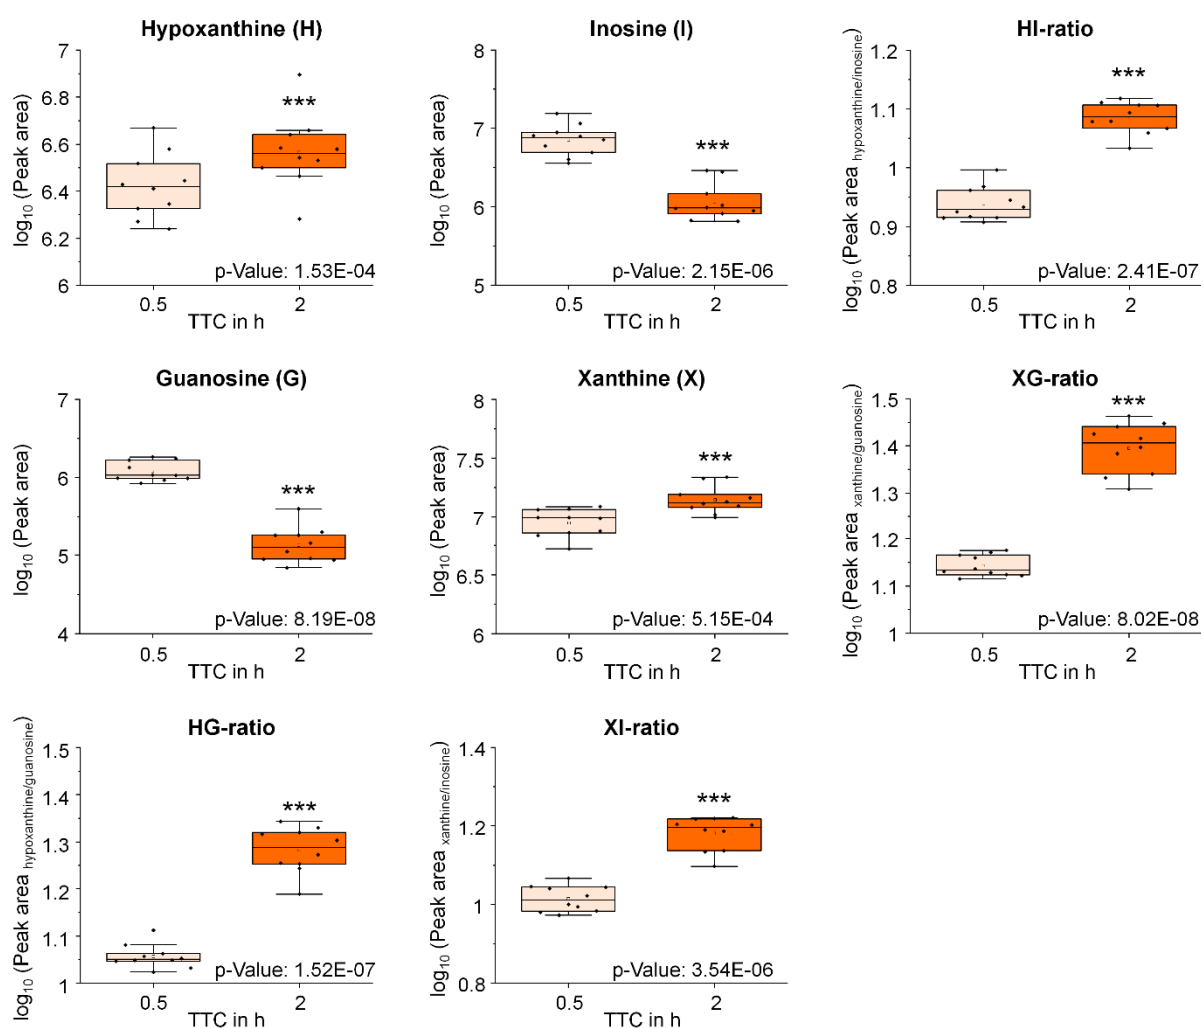 Hypoxanthine (H)
log10 (Peak area)
7
6.8
6.6
6.4
6.2
6
***
p-Value: 1.53E-04
0.5 2
TTC in h
Inosine (I)
log10 (Peak area)
8
7
6
5
***
p-Value: 2.15E-06
0.5 2
TTC in h
HI-ratio
log10 (Peak area hypoxanthine/inosine)
1.2
1.1
1
0.9
0.8
***
p-Value: 2.41E-07
0.5 2
TTC in h
Guanosine (G)
log10 (Peak area)
7
6
5
4
***
p-Value: 8.19E-08
0.5 2
TTC in h
Xanthine (X)
log10 (Peak area)
8
7.5
7
6.5
6
***
p-Value: 5.15E-04
0.5 2
TTC in h
XG-ratio
log10 (Peak area xanthine/guanosine)
1.5
1.4
1.3
1.2
1.1
1
***
p-Value: 8.02E-08
0.5 2
TTC in h
HG-ratio
log10 (Peak area hypoxanthine/guanosine)
1.5
1.4
1.3
1.2
1.1
1
***
p-Value: 1.52E-07
0.5 2
TTC in h
XI-ratio
log10 (Peak area xanthine/inosine)
1.4
1.2
1
0.8
***
p-Value: 3.54E-06
0.5 2
TTC in h